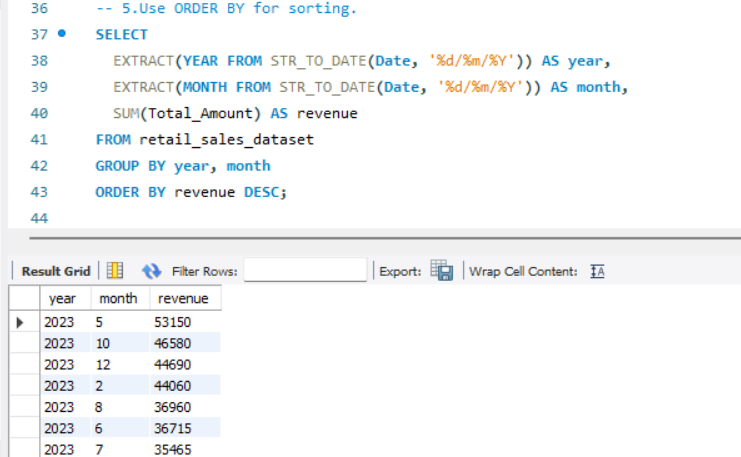 36 -- 5.Use ORDER BY for sorting.
37 SELECT
38 EXTRACT(YEAR FROM STR_TO_DATE(Date, '%d/%m/%Y')) AS year,
39 EXTRACT(MONTH FROM STR_TO_DATE(Date, '%d/%m/%Y')) AS month,
40 SUM(Total_Amount) AS revenue
41 FROM retail_sales_dataset
42 GROUP BY year, month
43 ORDER BY revenue DESC;
44
Result Grid Filter Rows: Export: Wrap Cell Content: IA
year month revenue
2023 5 53150
2023 10 46580
2023 12 44690
2023 2 44060
2023 8 36960
2023 6 36715
2023 7 35465